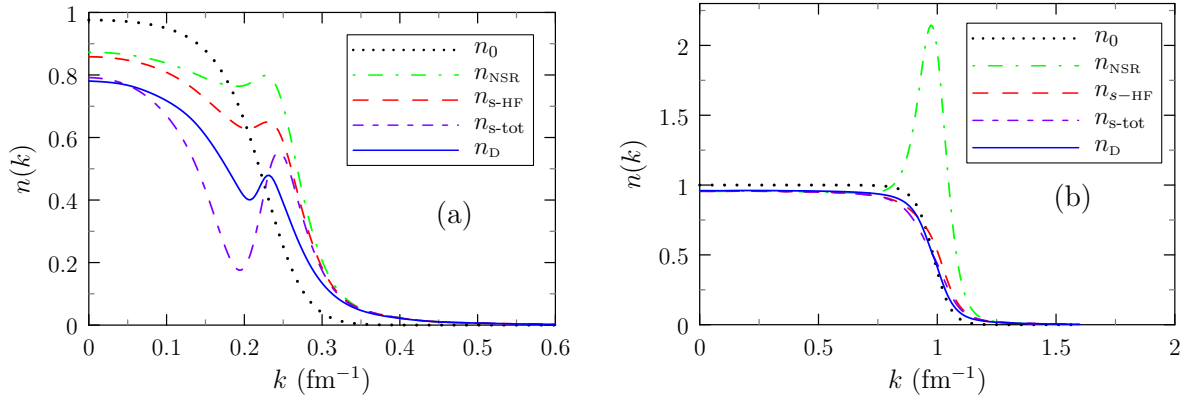 1
0.8
0.6
0.4
0.2
0
n(k)
0 0.1 0.2 0.3 0.4 0.5 0.6
k (fm⁻¹)
n₀
n_NSR
n_s-HF
n_s-tot
n_D
(a)
2
1.5
1
0.5
0
n(k)
0 0.5 1 1.5 2
k (fm⁻¹)
n₀
n_NSR
n_s−HF
n_s-tot
n_D
(b)